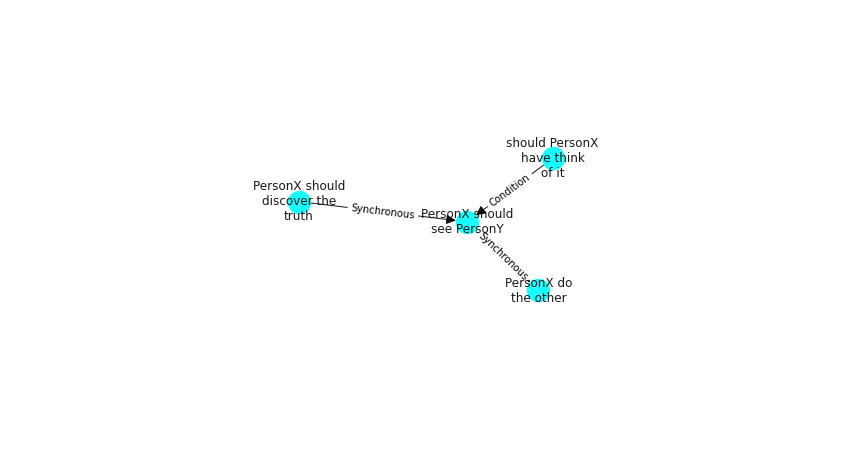 should PersonX
have think
of it
Condition
PersonX should
discover the
truth
Synchronous
PersonX should
see PersonY
Synchronous
PersonX do
the other